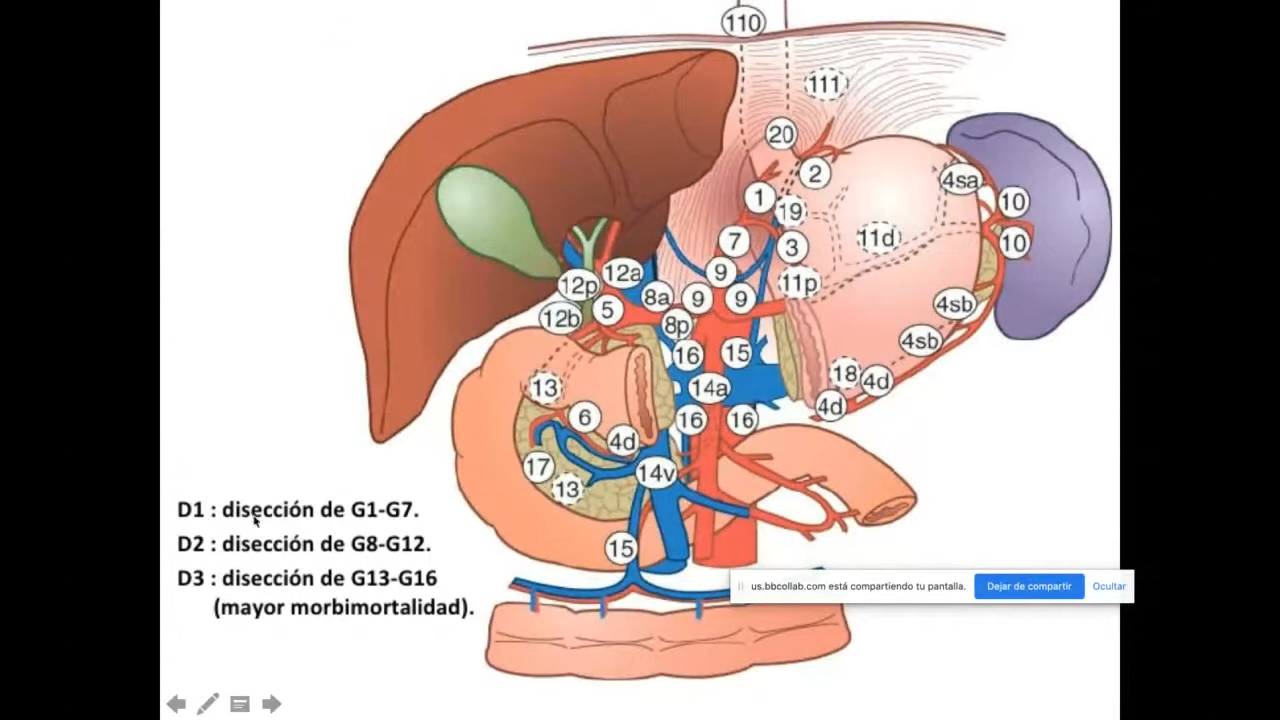 110
111
20
2
4sa
1
19
10
7
3
11d
10
12a
9
12p
8a
9
9
11p
5
4sb
12b
8p
4sb
16
15
18
4d
13
14a
4d
6
16
16
4d
17
14v
13
15
D1 : disección de G1-G7.
D2 : disección de G8-G12.
D3 : disección de G13-G16
(mayor morbimortalidad).
us.bbcollab.com está compartiendo tu pantalla. Dejar de compartir Ocultar